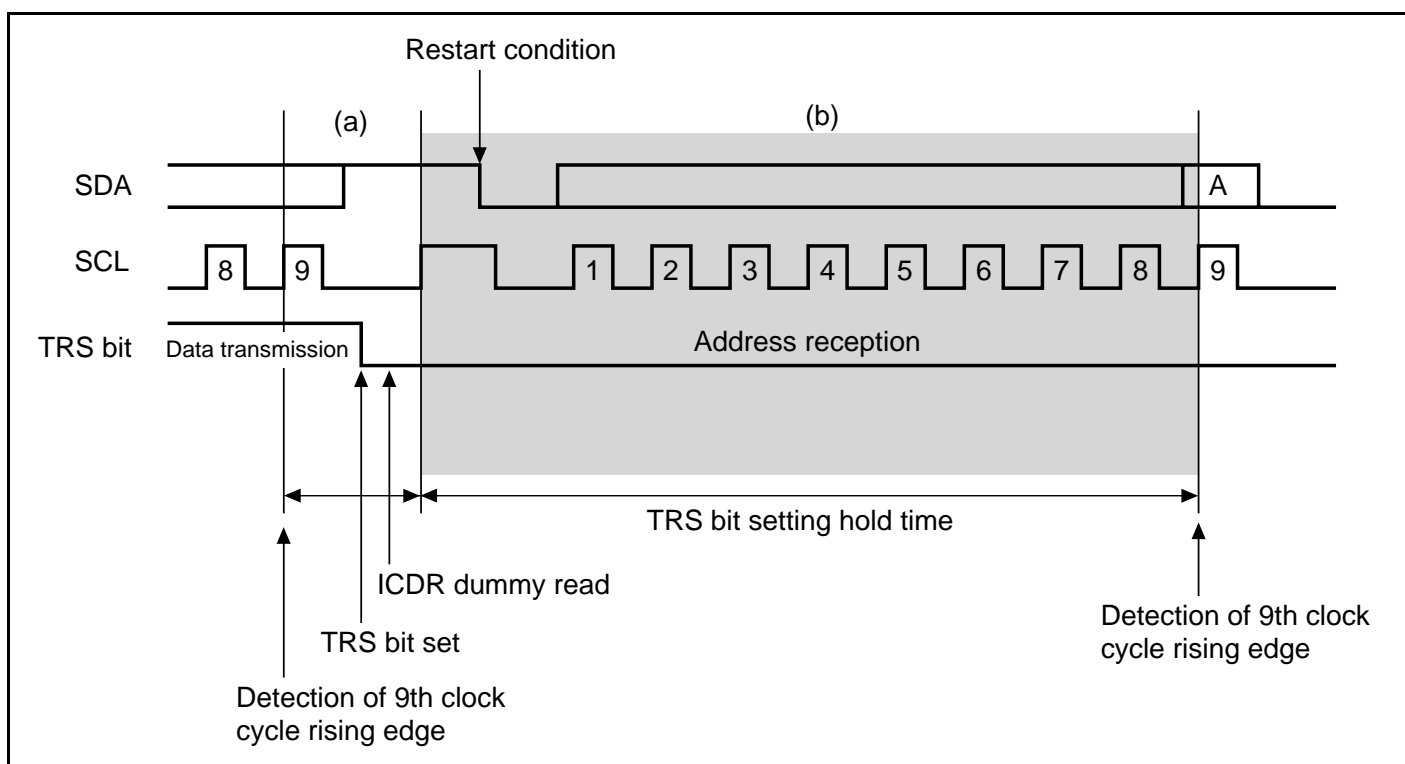 Restart condition
(a)
(b)
SDA
A
SCL
8
9
1
2
3
4
5
6
7
8
9
TRS bit
Data transmission
Address reception
TRS bit setting hold time
ICDR dummy read
TRS bit set
Detection of 9th clock
cycle rising edge
Detection of 9th clock
cycle rising edge